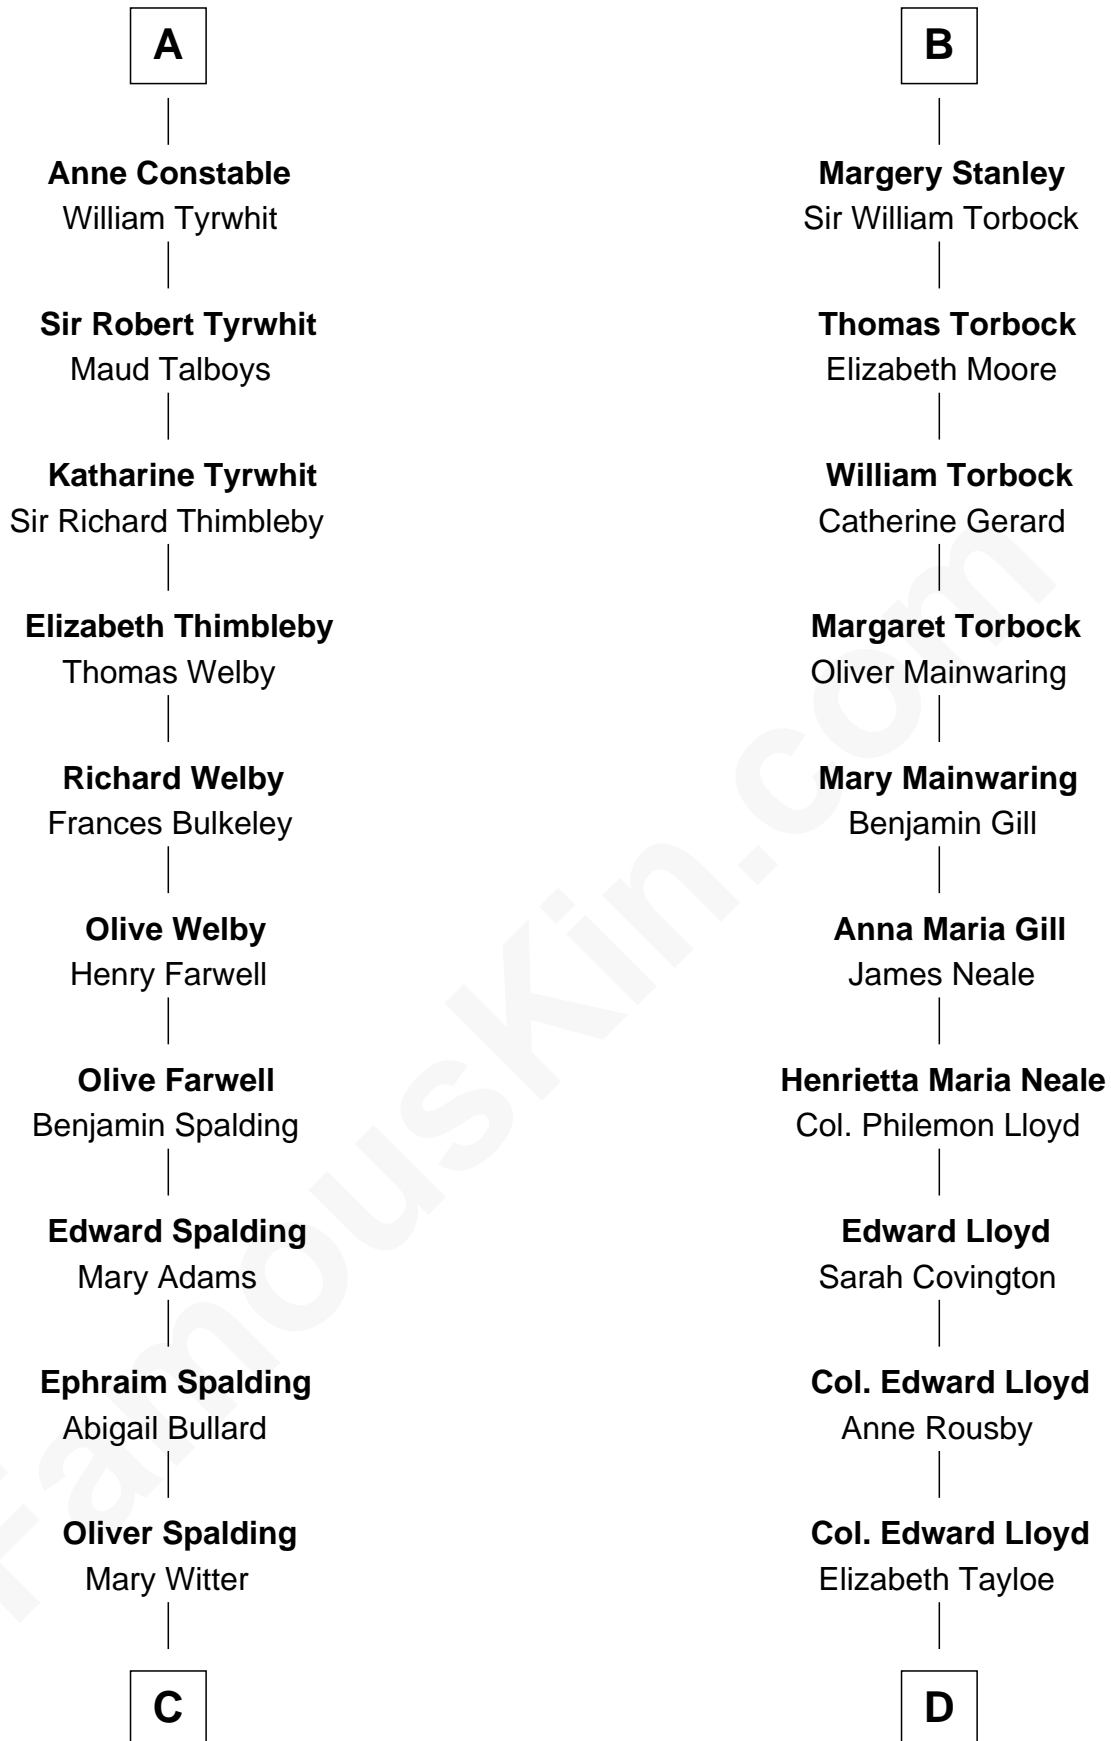 A
Anne Constable
William Tyrwhit
Sir Robert Tyrwhit
Maud Talboys
Katharine Tyrwhit
Sir Richard Thimbleby
Elizabeth Thimbleby
Thomas Welby
Richard Welby
Frances Bulkeley
Olive Welby
Henry Farwell
Olive Farwell
Benjamin Spalding
Edward Spalding
Mary Adams
Ephraim Spalding
Abigail Bullard
Oliver Spalding
Mary Witter
C
B
Margery Stanley
Sir William Torbock
Thomas Torbock
Elizabeth Moore
William Torbock
Catherine Gerard
Margaret Torbock
Oliver Mainwaring
Mary Mainwaring
Benjamin Gill
Anna Maria Gill
James Neale
Henrietta Maria Neale
Col. Philemon Lloyd
Edward Lloyd
Sarah Covington
Col. Edward Lloyd
Anne Rousby
Col. Edward Lloyd
Elizabeth Tayloe
D
FamousKin.com